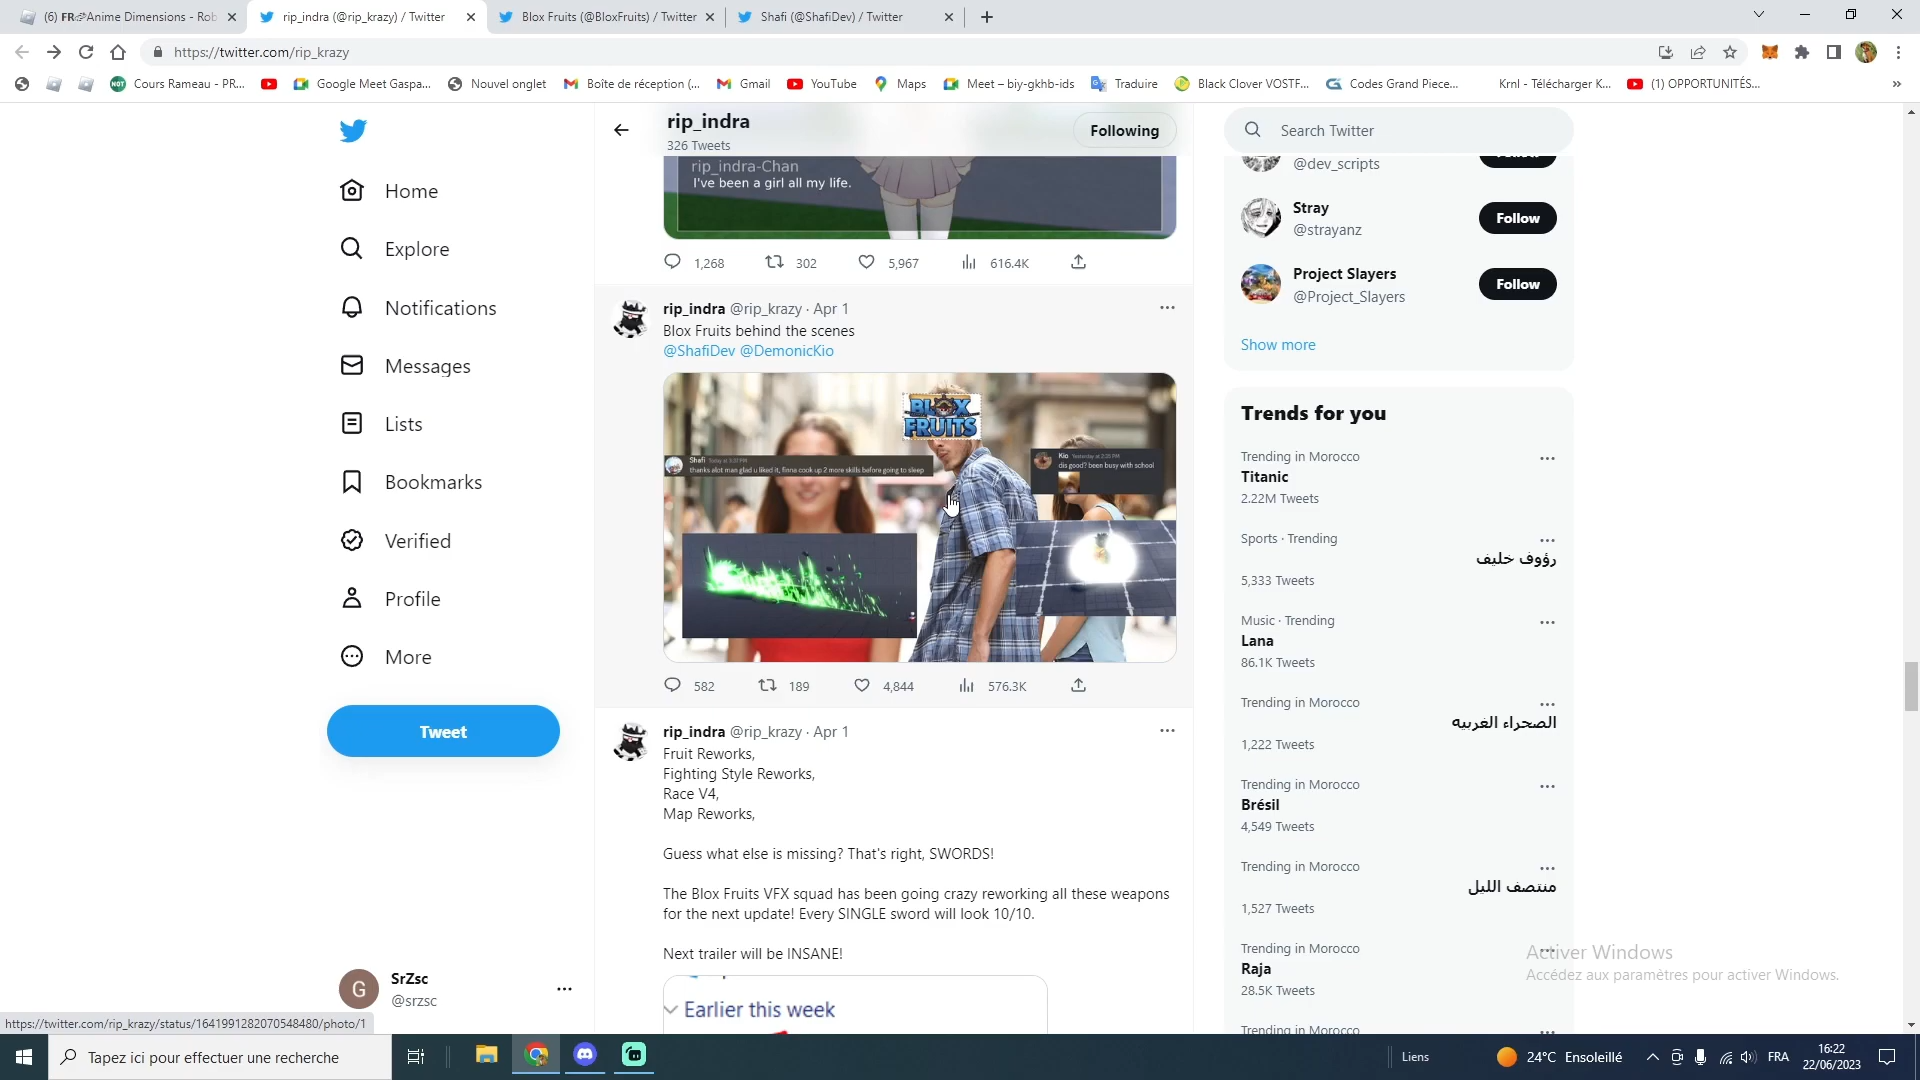 (6) FR🏴Anime Dimensions - Rob
rip_indra (@rip_krazy) / Twitter
Blox Fruits (@BloxFruits) / Twitter
Shafi (@ShafiDev) / Twitter
https://twitter.com/rip_krazy
Cours Rameau - PR...
Google Meet Gaspa...
Nouvel onglet
Boîte de réception (...
Gmail
YouTube
Maps
Meet – biy-gkhb-ids
Traduire
Black Clover VOSTF...
Codes Grand Piece...
Krnl - Télécharger K...
(1) OPPORTUNITÉS...
Home
Explore
Notifications
Messages
Lists
Bookmarks
Verified
Profile
More
Tweet
G
SrZsc
@srzsc
https://twitter.com/rip_krazy/status/1641991282070548480/photo/1
rip_indra
326 Tweets
Following
rip_indra-Chan
I've been a girl all my life.
1,268 302 5,967 616.4K
rip_indra @rip_krazy · Apr 1
Blox Fruits behind the scenes
@ShafiDev @DemonicKio
BLOX
FRUITS
Shafi Today at 3:37 PM
thanks alot man glad u liked it, finna cook up 2 more skills before going to sleep
Kio Yesterday at 2:35 PM
dis good? been busy with school
582 189 4,844 576.3K
rip_indra @rip_krazy · Apr 1
Fruit Reworks,
Fighting Style Reworks,
Race V4,
Map Reworks,
Guess what else is missing? That's right, SWORDS!
The Blox Fruits VFX squad has been going crazy reworking all these weapons
for the next update! Every SINGLE sword will look 10/10.
Next trailer will be INSANE!
Earlier this week
Search Twitter
@dev_scripts
Stray
@strayanz
Follow
Project Slayers
@Project_Slayers
Follow
Show more
Trends for you
Trending in Morocco
Titanic
2.22M Tweets
Sports · Trending
رؤوف خليف
5,333 Tweets
Music · Trending
Lana
86.1K Tweets
Trending in Morocco
الصحراء الغربيه
1,222 Tweets
Trending in Morocco
Brésil
4,549 Tweets
Trending in Morocco
منتصف الليل
1,527 Tweets
Trending in Morocco
Raja
28.5K Tweets
Trending in Morocco
Activer Windows
Accédez aux paramètres pour activer Windows.
Tapez ici pour effectuer une recherche
Liens
24°C Ensoleillé
FRA
16:22
22/06/2023